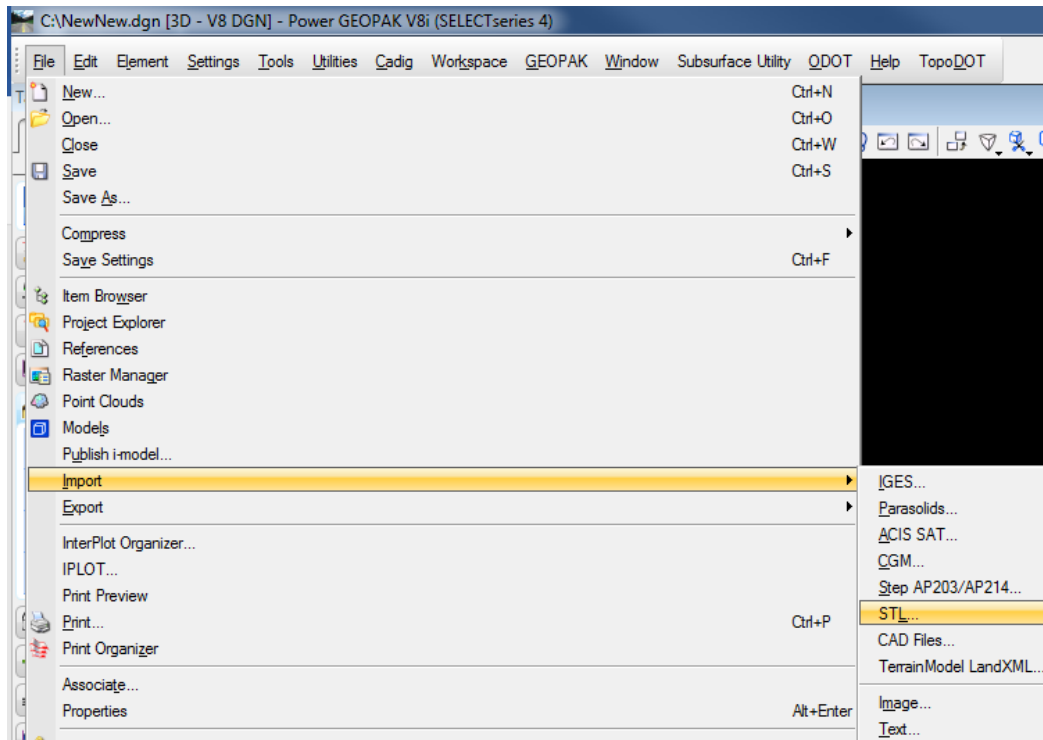 C:\NewNew.dgn [3D - V8 DGN] - Power GEOPAK V8i (SELECTseries 4)
File Edit Element Settings Tools Utilities Cadig Workspace GEOPAK Window Subsurface Utility ODOT Help TopoDOT
New... Ctrl+N
Open... Ctrl+O
Close Ctrl+W
Save Ctrl+S
Save As...
Compress
Save Settings Ctrl+F
Item Browser
Project Explorer
References
Raster Manager
Point Clouds
Models
Publish i-model...
Import
Export
InterPlot Organizer...
IPLOT...
Print Preview
Print... Ctrl+P
Print Organizer
Associate...
Properties Alt+Enter
IGES...
Parasolids...
ACIS SAT...
CGM...
Step AP203/AP214...
STL...
CAD Files...
TerrainModel LandXML...
Image...
Text...